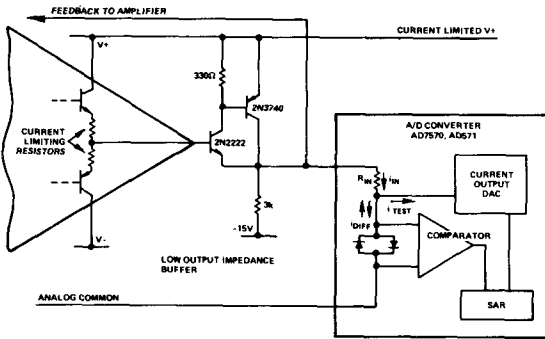 FEEDBACK TO AMPLIFIER
CURRENT LIMITED V+
V+
330Ω
2N3740
CURRENT
LIMITING
RESISTORS
2N2222
A/D CONVERTER
AD7570, AD571
RIN
iIN
CURRENT
OUTPUT
DAC
i TEST
iDIFF
COMPARATOR
3k
-15V
V-
LOW OUTPUT IMPEDANCE
BUFFER
SAR
ANALOG COMMON